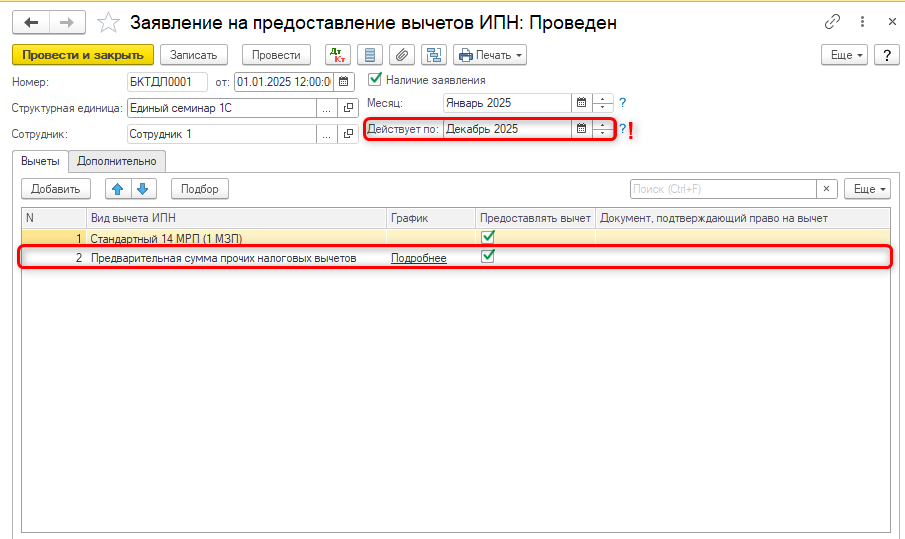 Заявление на предоставление вычетов ИПН: Проведен
Провести и закрыть Записать Провести Дт Кт Печать Еще ?
Номер: БКТДЛ0001 от: 01.01.2025 12:00:0 Наличие заявления
Месяц: Январь 2025 ?
Структурная единица: Единый семинар 1С ...
Действует по: Декабрь 2025 ? !
Сотрудник: Сотрудник 1 ...
Вычеты Дополнительно
Добавить Подбор Поиск (Ctrl+F) × Еще
N Вид вычета ИПН График Предоставлять вычет Документ, подтверждающий право на вычет
1 Стандартный 14 МРП (1 МЗП)
2 Предварительная сумма прочих налоговых вычетов Подробнее